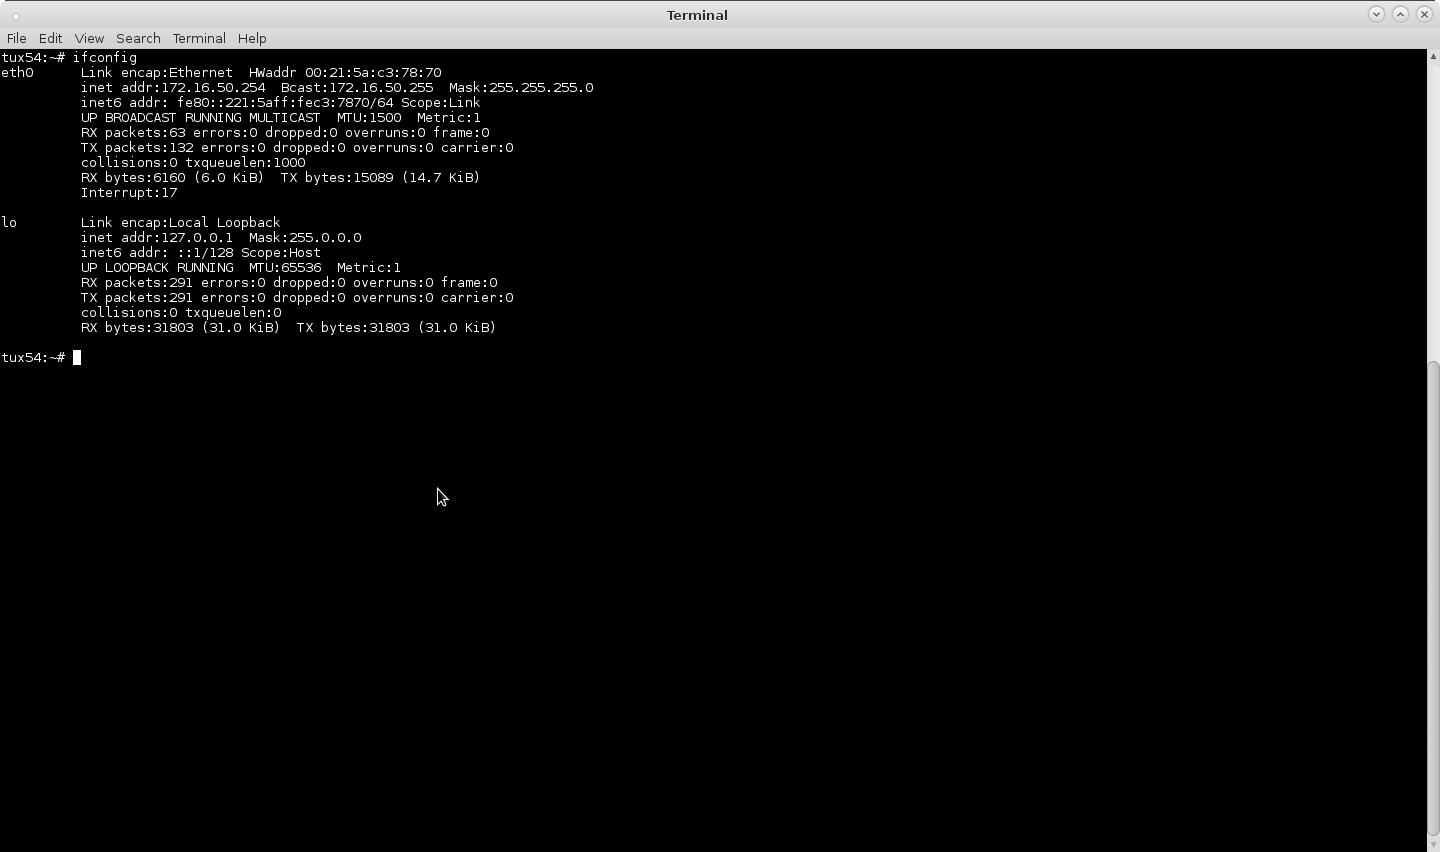 Terminal
File Edit View Search Terminal Help
tux54:~# ifconfig
eth0      Link encap:Ethernet  HWaddr 00:21:5a:c3:78:70
          inet addr:172.16.50.254  Bcast:172.16.50.255  Mask:255.255.255.0
          inet6 addr: fe80::221:5aff:fec3:7870/64 Scope:Link
          UP BROADCAST RUNNING MULTICAST  MTU:1500  Metric:1
          RX packets:63 errors:0 dropped:0 overruns:0 frame:0
          TX packets:132 errors:0 dropped:0 overruns:0 carrier:0
          collisions:0 txqueuelen:1000
          RX bytes:6160 (6.0 KiB)  TX bytes:15089 (14.7 KiB)
          Interrupt:17

lo        Link encap:Local Loopback
          inet addr:127.0.0.1  Mask:255.0.0.0
          inet6 addr: ::1/128 Scope:Host
          UP LOOPBACK RUNNING  MTU:65536  Metric:1
          RX packets:291 errors:0 dropped:0 overruns:0 frame:0
          TX packets:291 errors:0 dropped:0 overruns:0 carrier:0
          collisions:0 txqueuelen:0
          RX bytes:31803 (31.0 KiB)  TX bytes:31803 (31.0 KiB)

tux54:~#